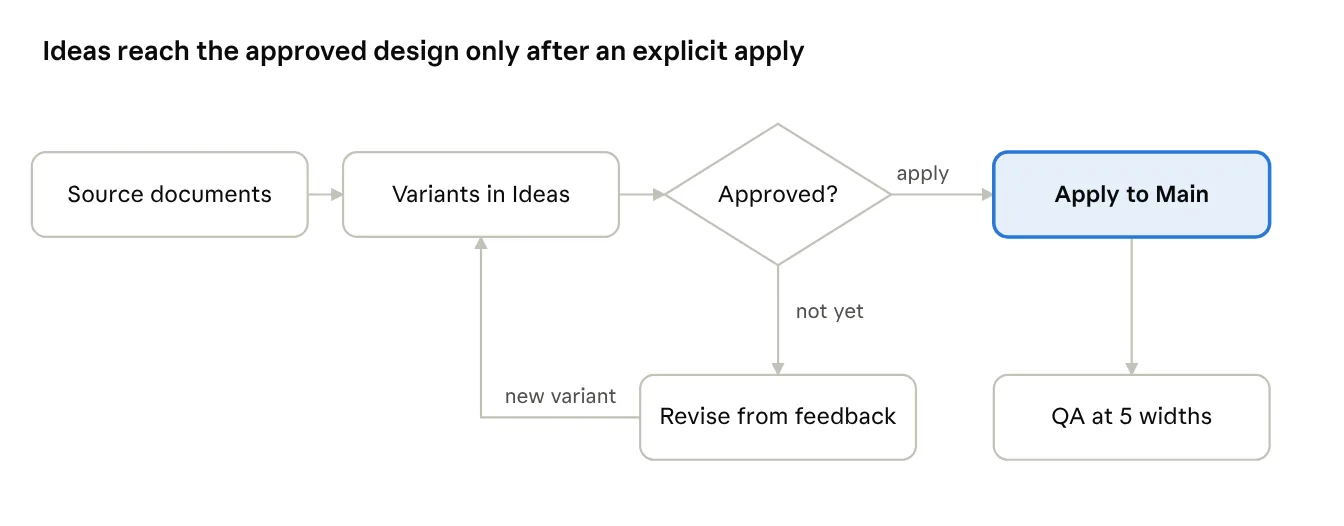 Ideas reach the approved design only after an explicit apply
Source documents
Variants in Ideas
Approved?
apply
Apply to Main
not yet
new variant
Revise from feedback
QA at 5 widths